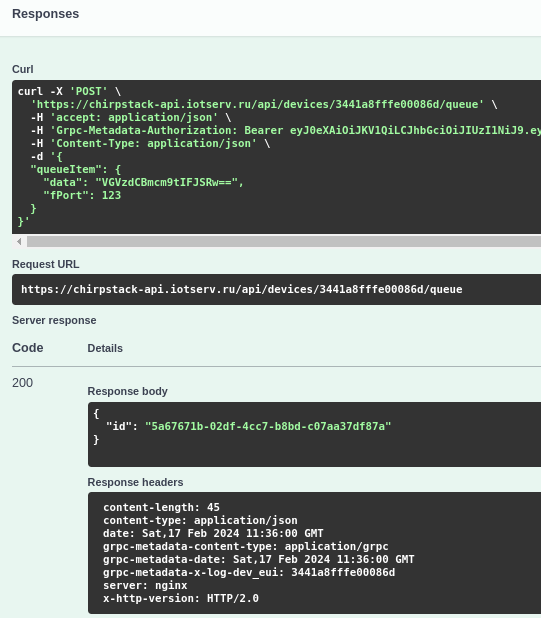 Responses
Curl
curl -X 'POST' \
'https://chirpstack-api.iotserv.ru/api/devices/3441a8fffe00086d/queue' \
-H 'accept: application/json' \
-H 'Grpc-Metadata-Authorization: Bearer eyJ0eXAiOiJKV1QiLCJhbGciOiJIUzI1NiJ9.ey
-H 'Content-Type: application/json' \
-d '{
"queueItem": {
"data": "VGVzdCBmcm9tIFJSRw==",
"fPort": 123
}
}'
Request URL
https://chirpstack-api.iotserv.ru/api/devices/3441a8fffe00086d/queue
Server response
Code Details
200
Response body
{
"id": "5a67671b-02df-4cc7-b8bd-c07aa37df87a"
}
Response headers
content-length: 45
content-type: application/json
date: Sat,17 Feb 2024 11:36:00 GMT
grpc-metadata-content-type: application/grpc
grpc-metadata-date: Sat,17 Feb 2024 11:36:00 GMT
grpc-metadata-x-log-dev_eui: 3441a8fffe00086d
server: nginx
x-http-version: HTTP/2.0